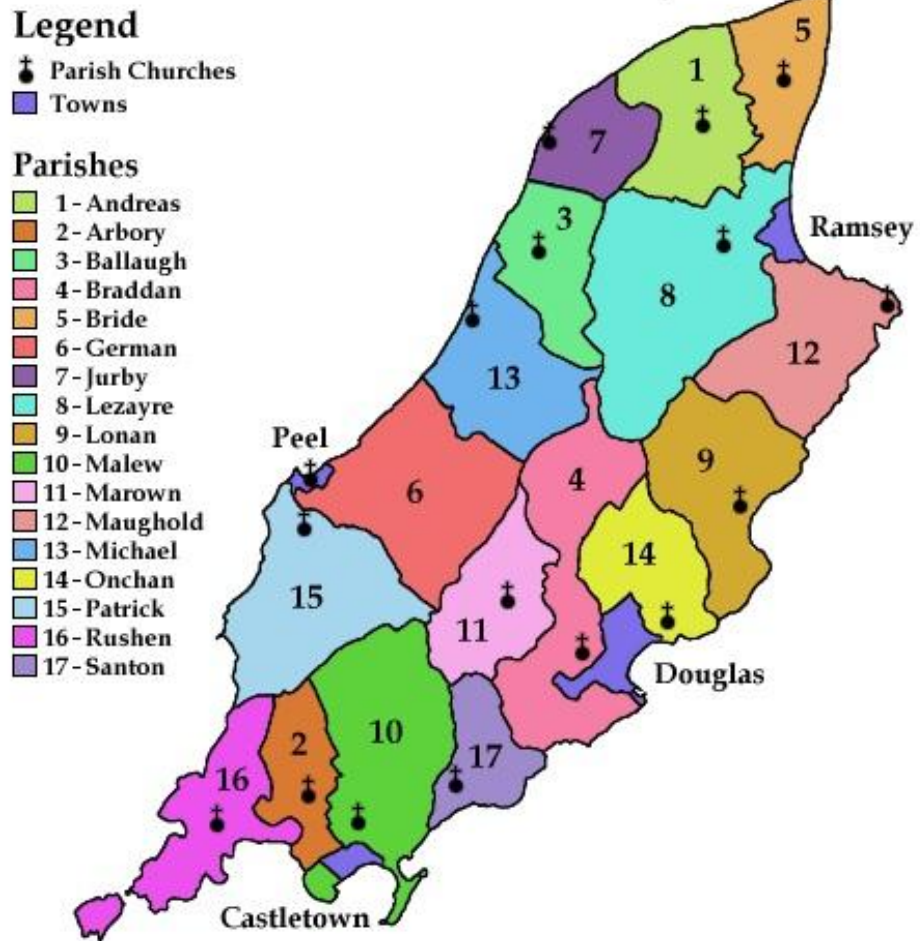 Legend
Parish Churches
Towns
Parishes
1 - Andreas
2 - Arbory
3 - Ballaugh
4 - Braddan
5 - Bride
6 - German
7 - Jurby
8 - Lezayre
9 - Lonan
10 - Malew
11 - Marown
12 - Maughold
13 - Michael
14 - Onchan
15 - Patrick
16 - Rushen
17 - Santon
5
1
7
3
Ramsey
8
12
13
Peel
9
4
6
14
15
11
Douglas
10
2
17
16
Castletown